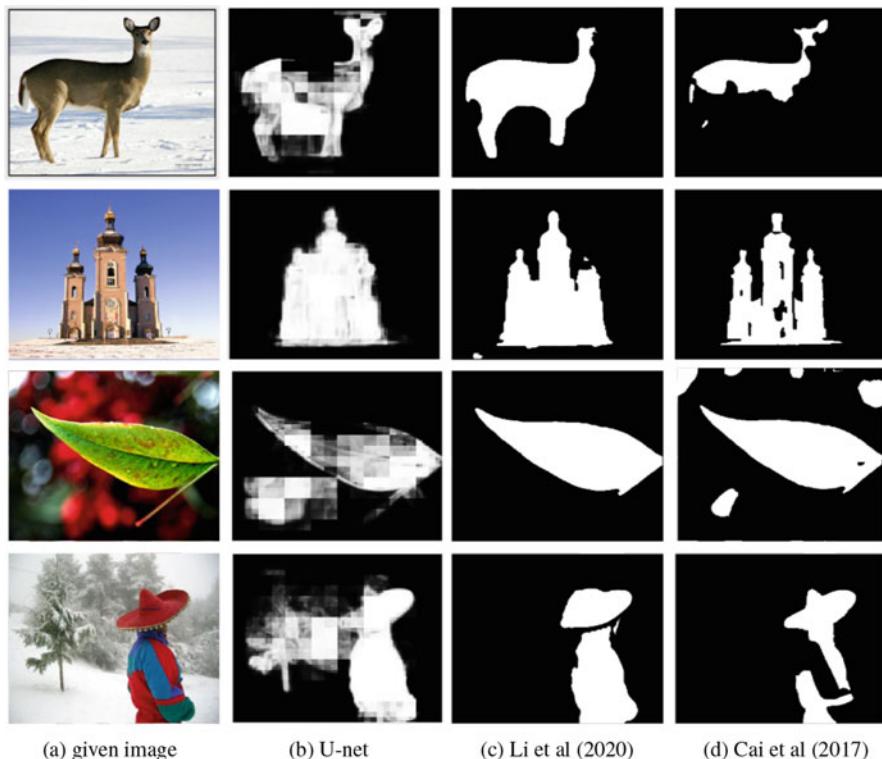 (a) given image
(b) U-net
(c) Li et al (2020)
(d) Cai et al (2017)